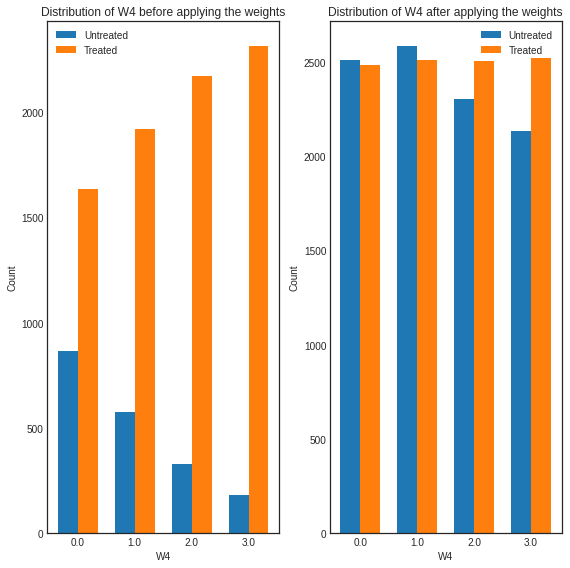 Distribution of W4 before applying the weights
Untreated
Treated
2000
1500
1000
500
0
Count
0.0 1.0 2.0 3.0
W4
Distribution of W4 after applying the weights
Untreated
Treated
2500
2000
1500
1000
500
0
Count
0.0 1.0 2.0 3.0
W4